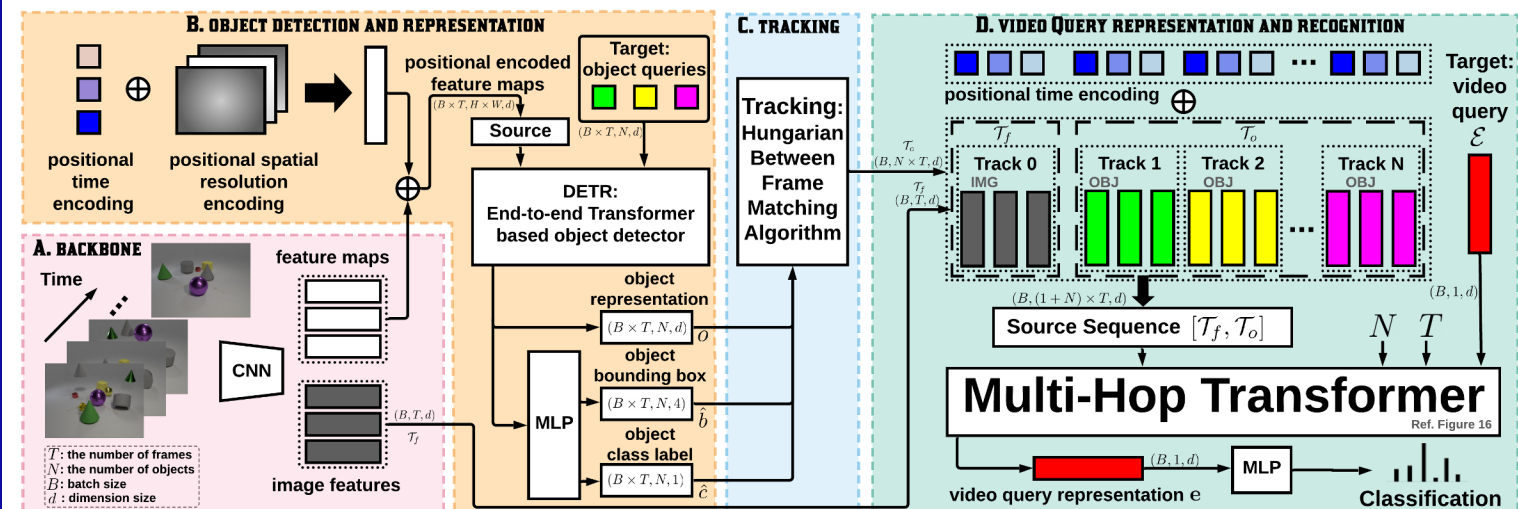 B. OBJECT DETECTION AND REPRESENTATION
positional
time
encoding
positional spatial
resolution
encoding
positional encoded
feature maps
(B × T, H × W, d)
Source
Target:
object queries
(B × T, N, d)
DETR:
End-to-end Transformer
based object detector
object
representation
(B × T, N, d)
o
object
bounding box
(B × T, N, 4)
b̂
object
class label
(B × T, N, 1)
ĉ
MLP
A. BACKBONE
Time
feature maps
CNN
(B, T, d)
𝒯_f
image features
T: the number of frames
N: the number of objects
B: batch size
d : dimension size
C. TRACKING
Tracking:
Hungarian
Between
Frame
Matching
Algorithm
𝒯_o
(B, N × T, d)
𝒯_f
(B, T, d)
D. VIDEO QUERY REPRESENTATION AND RECOGNITION
...
positional time encoding
Target:
video
query
ℰ
𝒯_f
𝒯_o
Track 0
IMG
Track 1
OBJ
Track 2
OBJ
...
Track N
OBJ
(B, (1 + N) × T, d)
(B, 1, d)
Source Sequence [𝒯_f, 𝒯_o]
N
T
Multi-Hop Transformer
Ref. Figure 16
(B, 1, d)
MLP
video query representation e
Classification